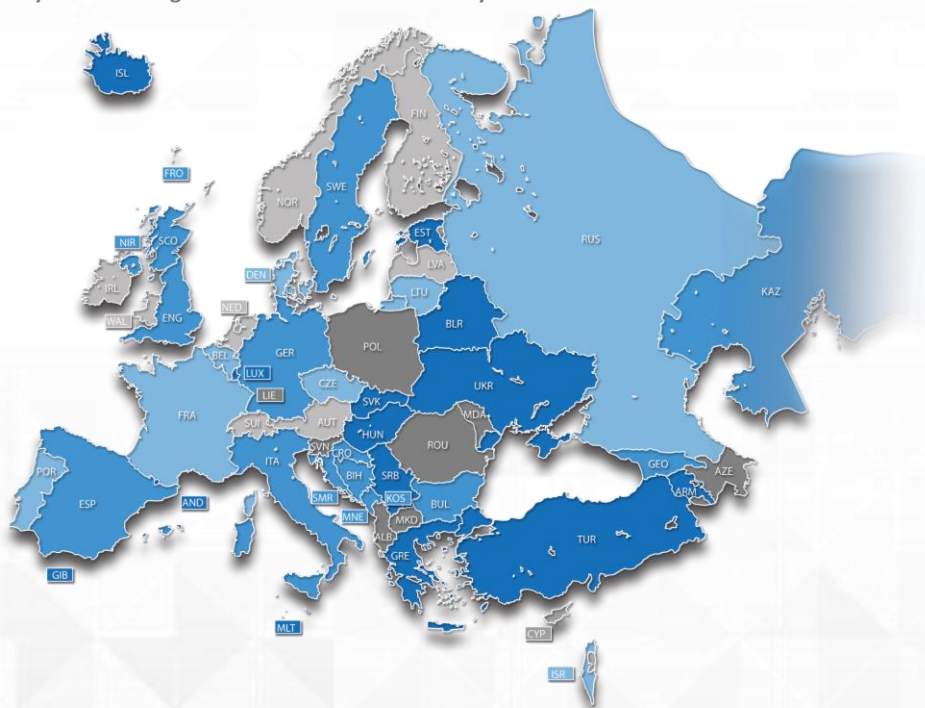 ISL
FIN
FRO
SWE
NOR
RUS
EST
SCO
NIR
LVA
DEN
IRL
LTU
KAZ
NED
WAL
ENG
BLR
POL
GER
BEL
LUX
UKR
CZE
LIE
SVK
FRA
MDA
AUT
SUI
HUN
ROU
SVN
CRO
ITA
GEO
POR
AZE
BIH
SRB
ARM
SMR
KOS
AND
BUL
ESP
MNE
MKD
ALB
TUR
GRE
GIB
MLT
CYP
ISR